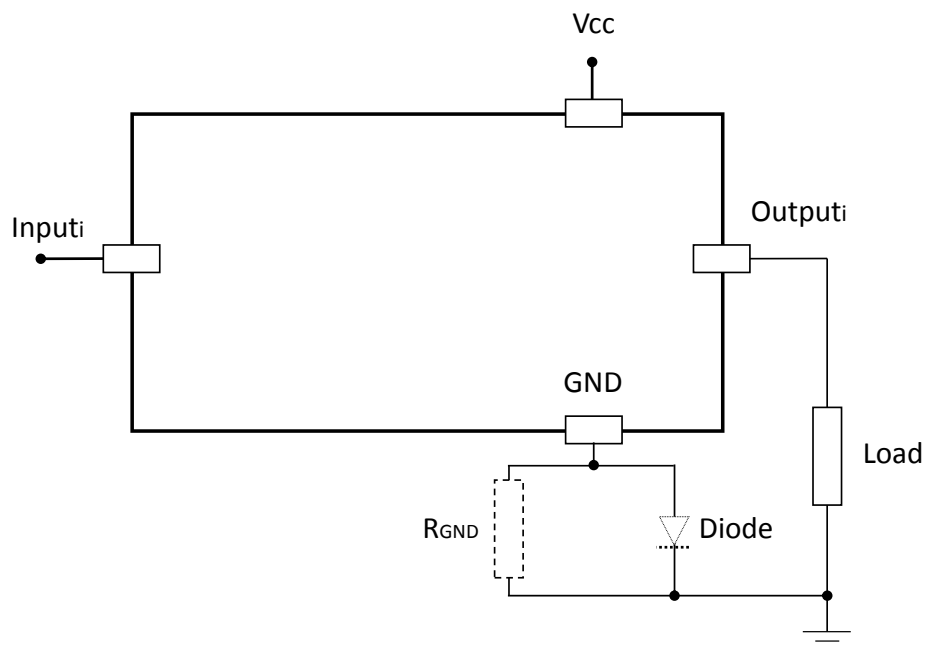 Vcc
Inputi
Outputi
GND
Load
RGND
Diode